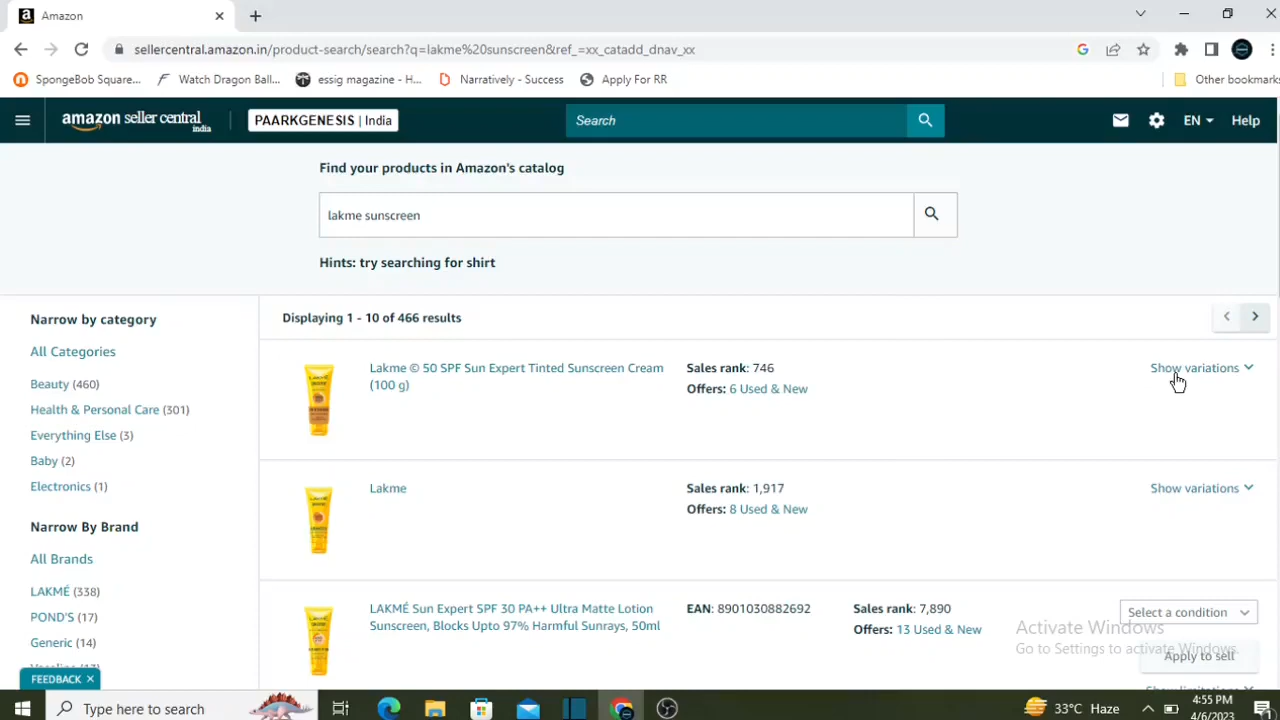 Amazon
sellercentral.amazon.in/product-search/search?q=lakme%20sunscreen&ref_=xx_catadd_dnav_xx
SpongeBob Square...
Watch Dragon Ball...
essig magazine - H...
Narratively - Success
Apply For RR
Other bookmarks
amazon seller central
india
PAARKGENESIS | India
Search
EN
Help
Find your products in Amazon's catalog
lakme sunscreen
Hints: try searching for shirt
Narrow by category
All Categories
Beauty (460)
Health & Personal Care (301)
Everything Else (3)
Baby (2)
Electronics (1)
Narrow By Brand
All Brands
LAKMÉ (338)
POND'S (17)
Generic (14)
FEEDBACK
Displaying 1 - 10 of 466 results
Lakme © 50 SPF Sun Expert Tinted Sunscreen Cream
(100 g)
Sales rank: 746
Offers: 6 Used & New
Show variations
Lakme
Sales rank: 1,917
Offers: 8 Used & New
Show variations
LAKMÉ Sun Expert SPF 30 PA++ Ultra Matte Lotion
Sunscreen, Blocks Upto 97% Harmful Sunrays, 50ml
EAN: 8901030882692
Sales rank: 7,890
Offers: 13 Used & New
Select a condition
Apply to sell
Activate Windows
Go to Settings to activate Windows.
Type here to search
33°C Haze
4:55 PM
4/6/2023